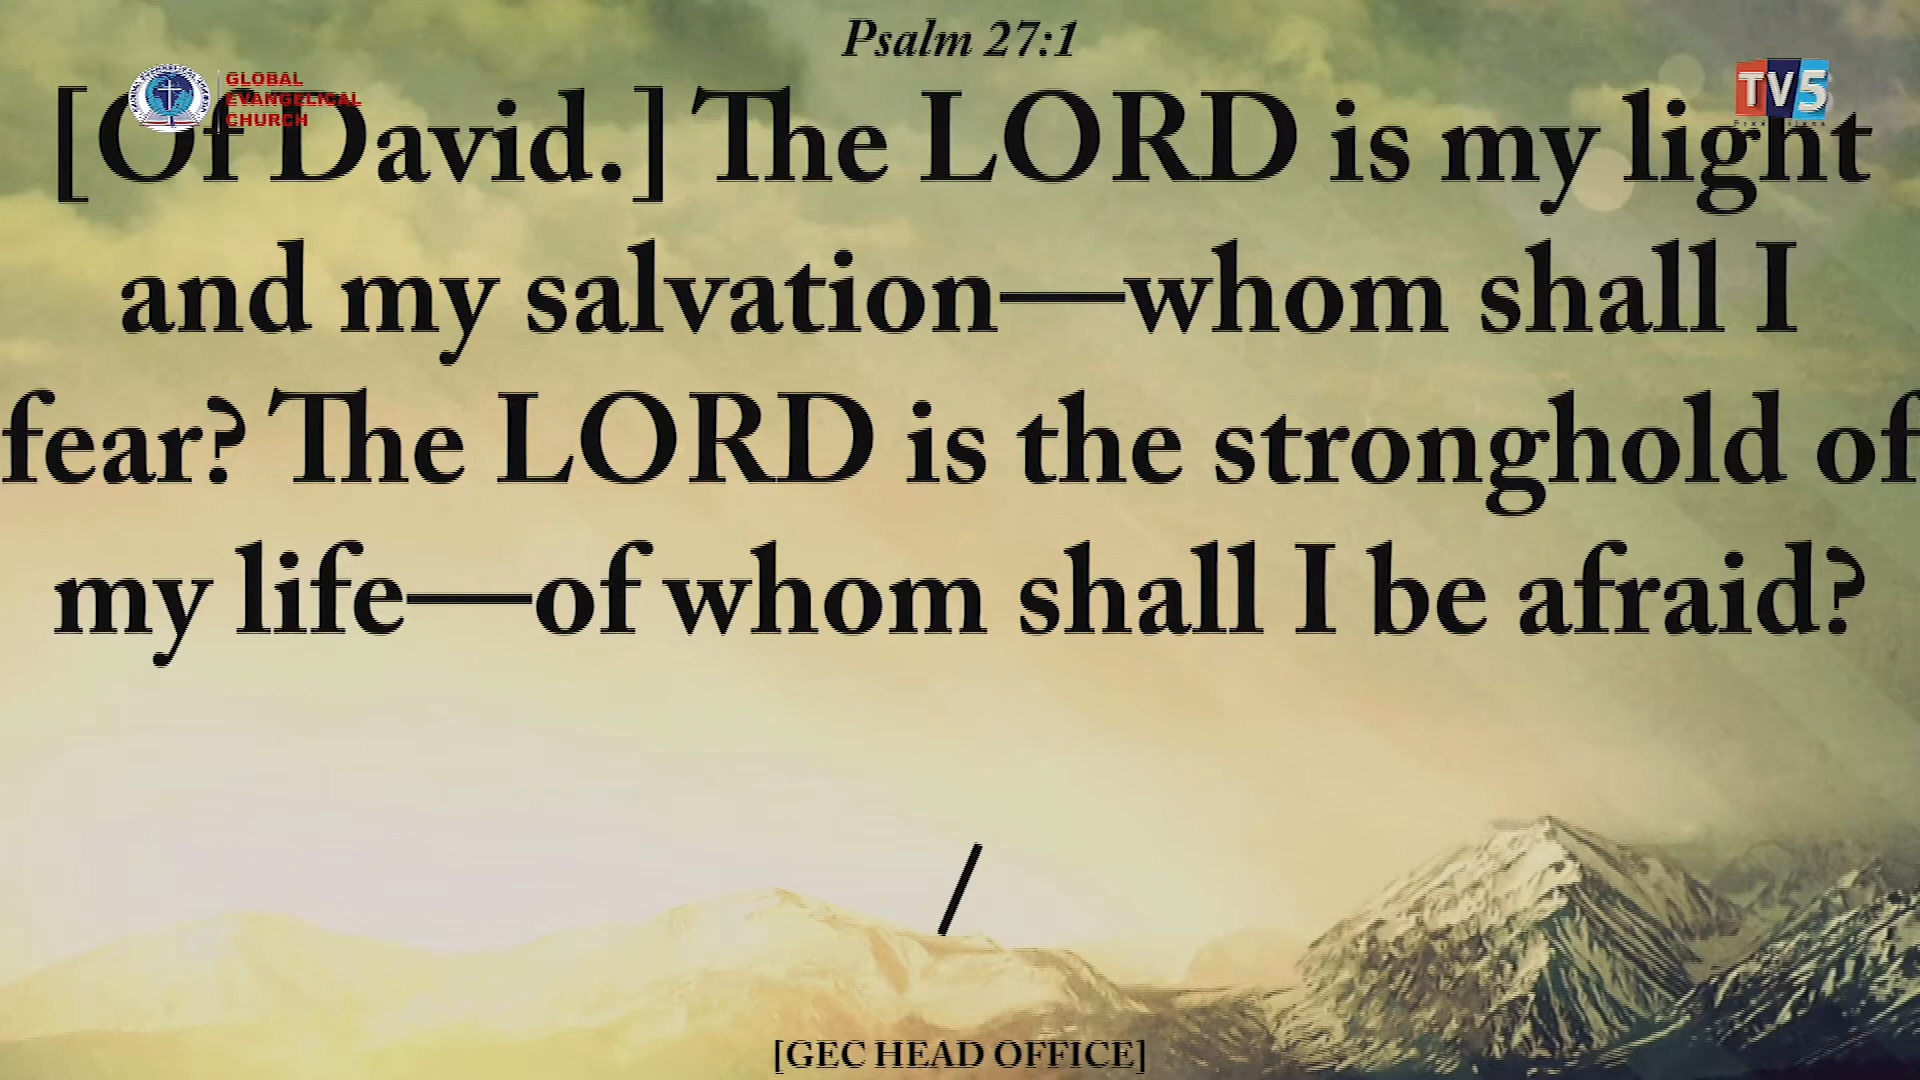 Psalm 27:1
GLOBAL
EVANGELICAL
CHURCH
TV5
[Of David.] The LORD is my light
and my salvation—whom shall I
fear? The LORD is the stronghold of
my life—of whom shall I be afraid?
/
[GEC HEAD OFFICE]